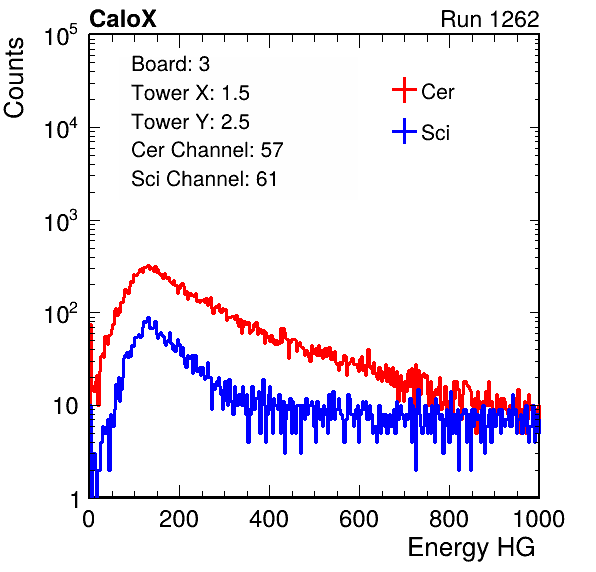 CaloX Run 1262
Counts
10^5
10^4
10^3
10^2
10
1
Board: 3
Tower X: 1.5
Tower Y: 2.5
Cer Channel: 57
Sci Channel: 61
Cer
Sci
0 200 400 600 800 1000
Energy HG